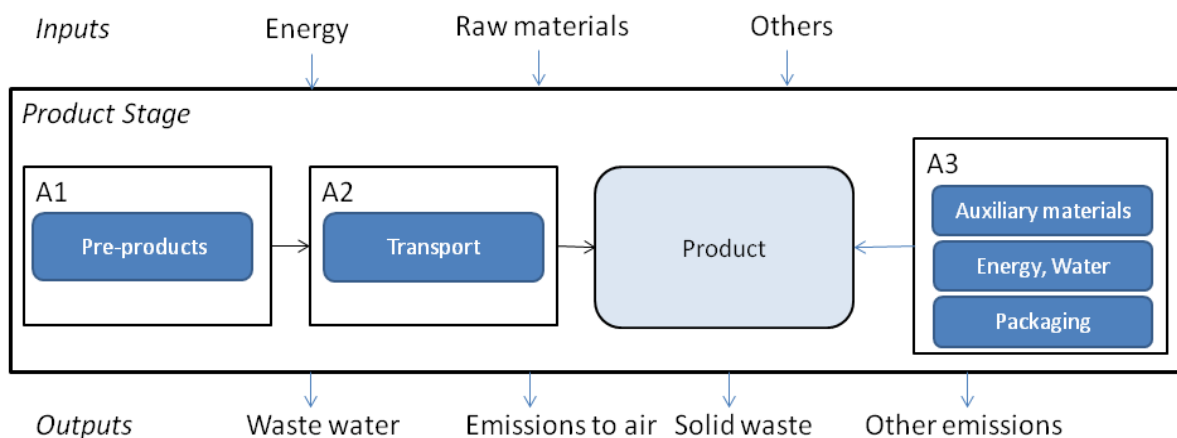 Inputs Energy Raw materials Others
Product Stage
A1 A2 A3
Pre-products Transport Product Auxiliary materials
Energy, Water
Packaging
Outputs Waste water Emissions to air Solid waste Other emissions